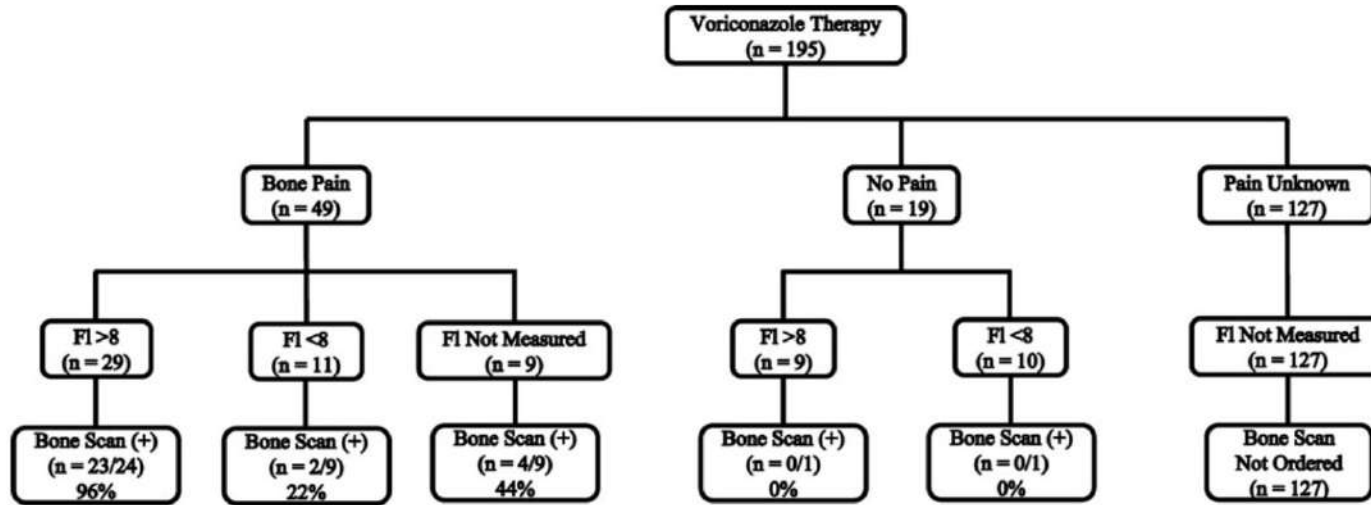 Voriconazole Therapy
(n = 195)
Bone Pain
(n = 49)
No Pain
(n = 19)
Pain Unknown
(n = 127)
Fl >8
(n = 29)
Fl <8
(n = 11)
Fl Not Measured
(n = 9)
Fl >8
(n = 9)
Fl <8
(n = 10)
Fl Not Measured
(n = 127)
Bone Scan (+)
(n = 23/24)
96%
Bone Scan (+)
(n = 2/9)
22%
Bone Scan (+)
(n = 4/9)
44%
Bone Scan (+)
(n = 0/1)
0%
Bone Scan (+)
(n = 0/1)
0%
Bone Scan
Not Ordered
(n = 127)